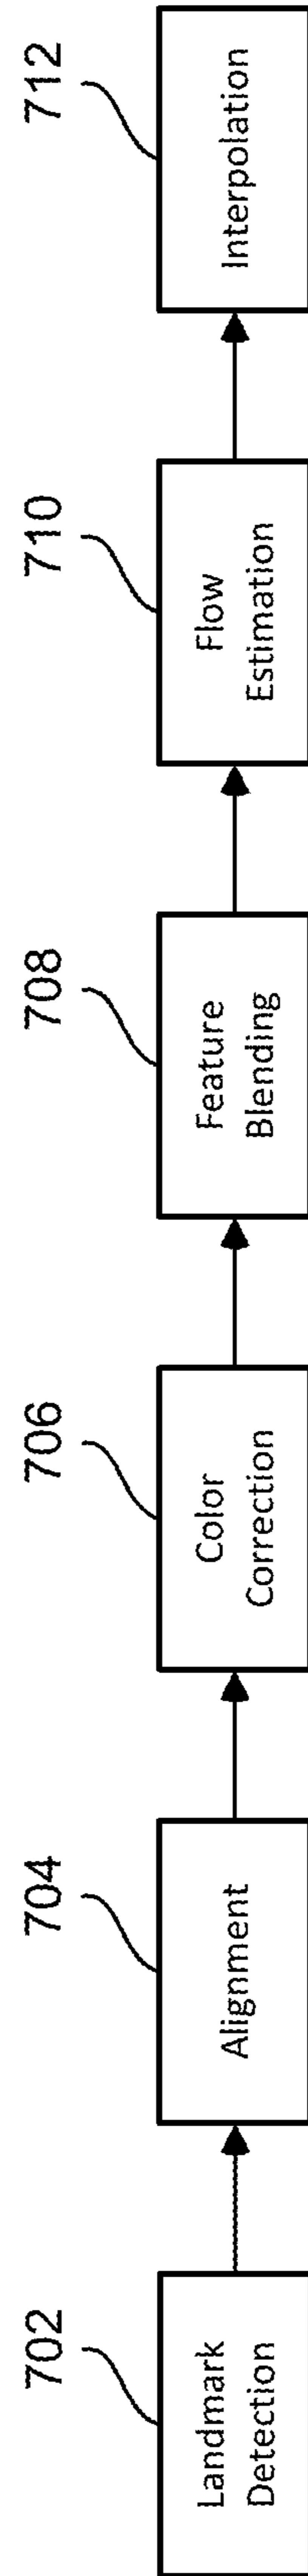 702
Landmark
Detection
704
Alignment
706
Color
Correction
708
Feature
Blending
710
Flow
Estimation
712
Interpolation